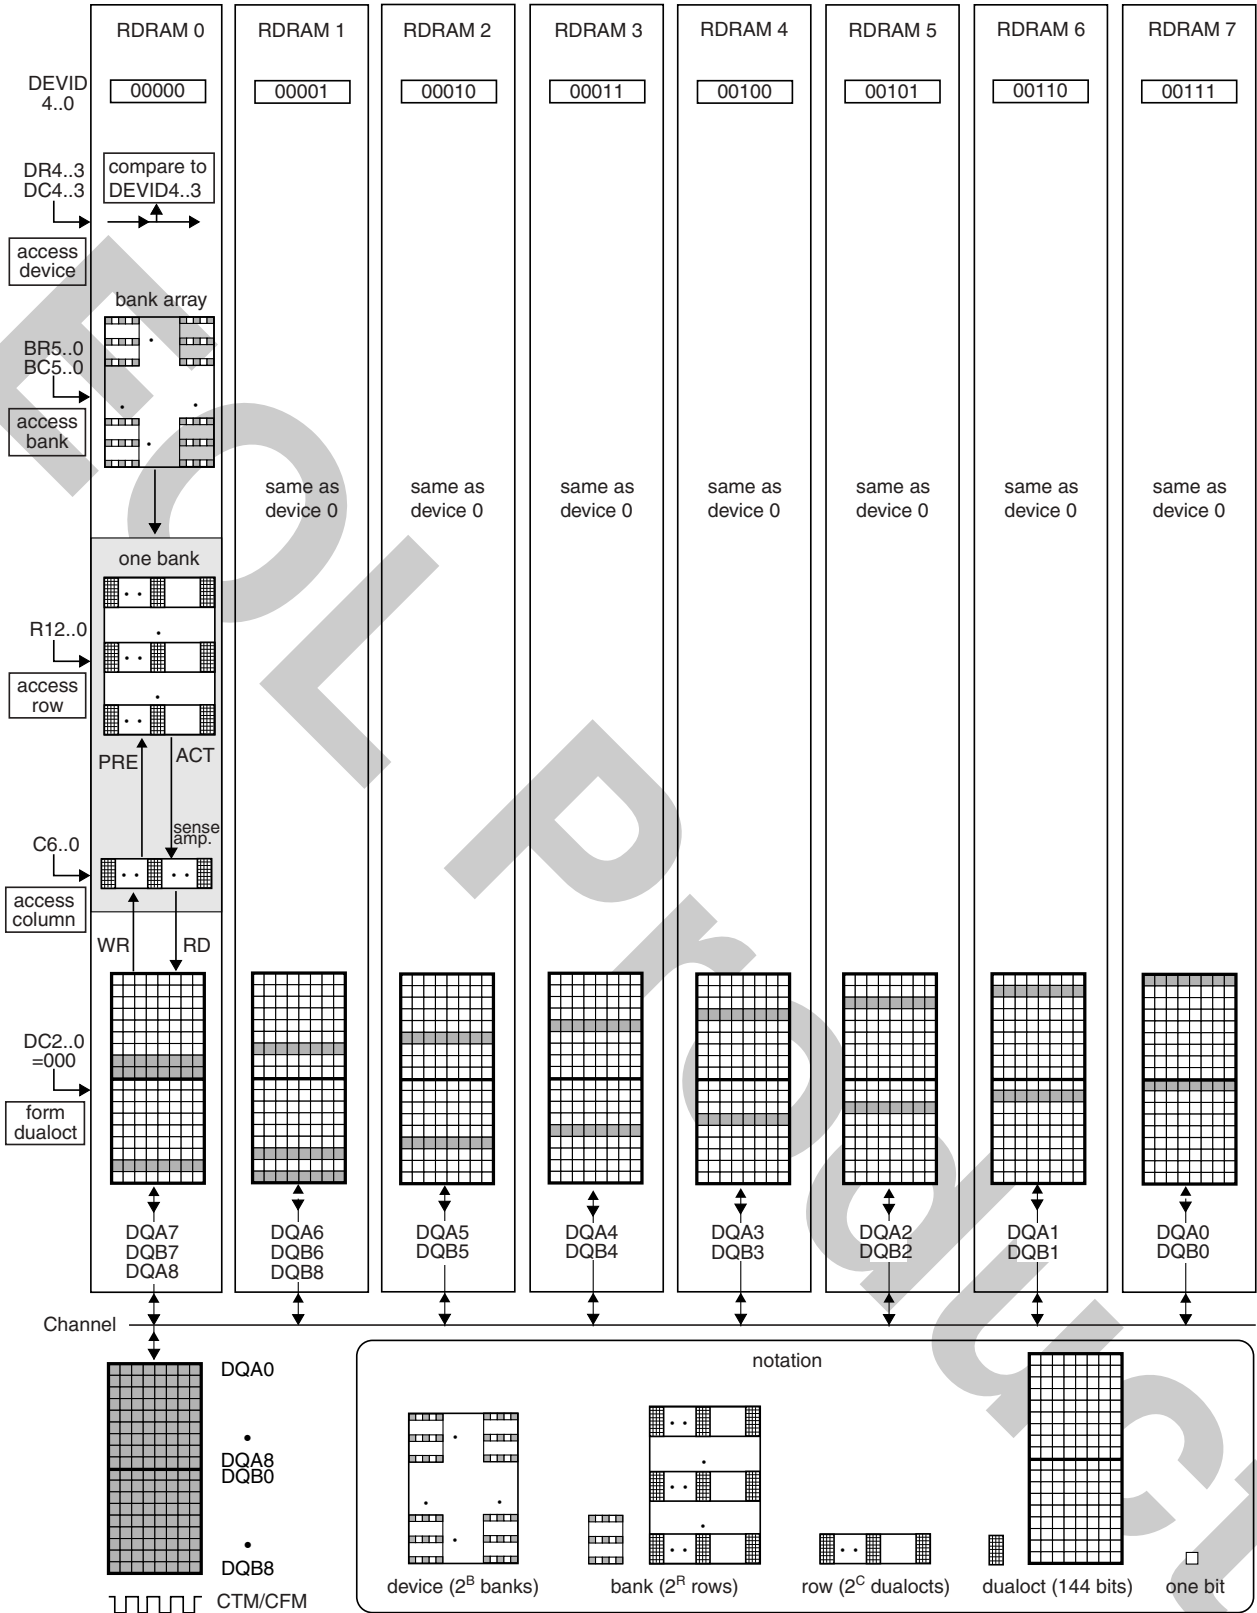 RDRAM 0 RDRAM 1 RDRAM 2 RDRAM 3 RDRAM 4 RDRAM 5 RDRAM 6 RDRAM 7
DEVID
4..0
00000 00001 00010 00011 00100 00101 00110 00111
DR4..3
DC4..3
compare to
DEVID4..3
access
device
bank array
BR5..0
BC5..0
access
bank
same as
device 0
same as
device 0
same as
device 0
same as
device 0
same as
device 0
same as
device 0
same as
device 0
one bank
R12..0
access
row
PRE
ACT
sense
amp.
C6..0
access
column
WR
RD
DC2..0
=000
form
dualoct
DQA7
DQB7
DQA8
DQA6
DQB6
DQB8
DQA5
DQB5
DQA4
DQB4
DQA3
DQB3
DQA2
DQB2
DQA1
DQB1
DQA0
DQB0
Channel
DQA0
DQA8
DQB0
DQB8
CTM/CFM
notation
device (2^B banks)
bank (2^R rows)
row (2^C dualocts)
dualoct (144 bits)
one bit
EOL Product